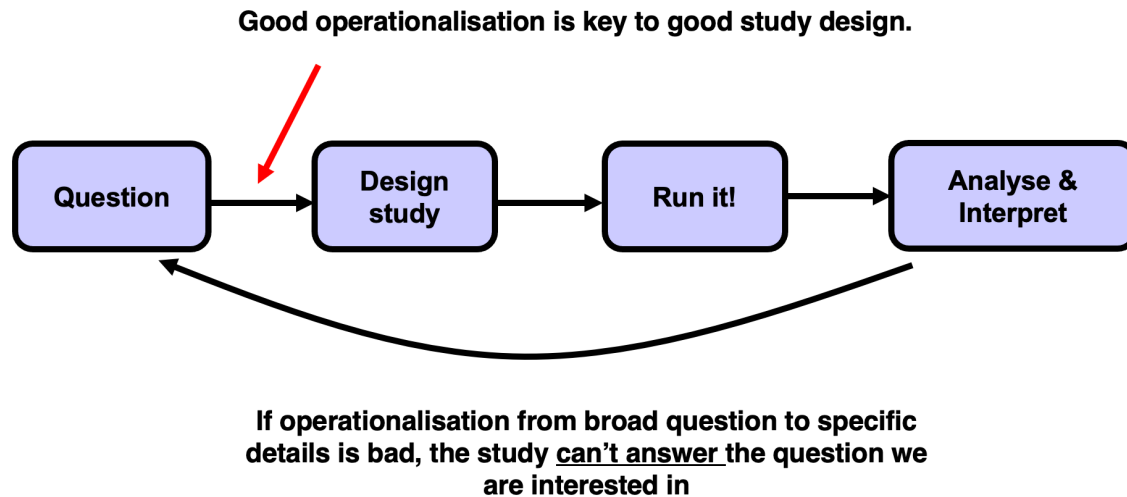 Good operationalisation is key to good study design.
Question
Design
study
Run it!
Analyse &
Interpret
If operationalisation from broad question to specific
details is bad, the study can't answer the question we
are interested in